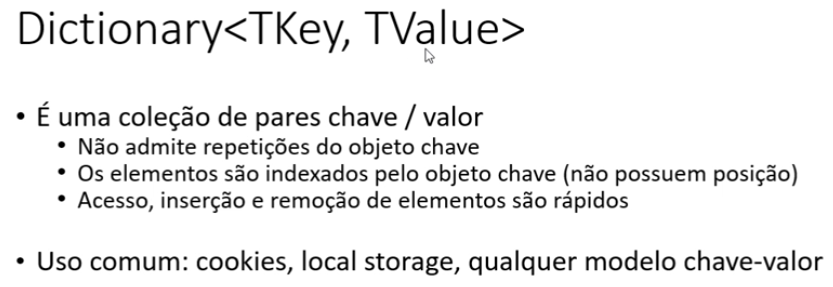 Dictionary<TKey, TValue>
• É uma coleção de pares chave / valor
• Não admite repetições do objeto chave
• Os elementos são indexados pelo objeto chave (não possuem posição)
• Acesso, inserção e remoção de elementos são rápidos
• Uso comum: cookies, local storage, qualquer modelo chave-valor